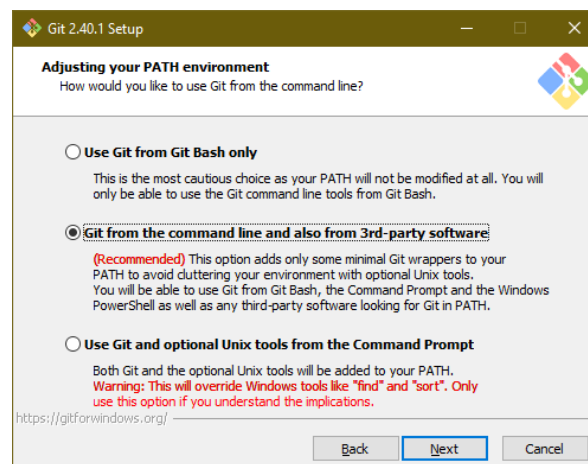 Git 2.40.1 Setup
Adjusting your PATH environment
How would you like to use Git from the command line?
Use Git from Git Bash only
This is the most cautious choice as your PATH will not be modified at all. You will
only be able to use the Git command line tools from Git Bash.
Git from the command line and also from 3rd-party software
(Recommended) This option adds only some minimal Git wrappers to your
PATH to avoid cluttering your environment with optional Unix tools.
You will be able to use Git from Git Bash, the Command Prompt and the Windows
PowerShell as well as any third-party software looking for Git in PATH.
Use Git and optional Unix tools from the Command Prompt
Both Git and the optional Unix tools will be added to your PATH.
Warning: This will override Windows tools like "find" and "sort". Only
use this option if you understand the implications.
https://gitforwindows.org/
Back Next Cancel